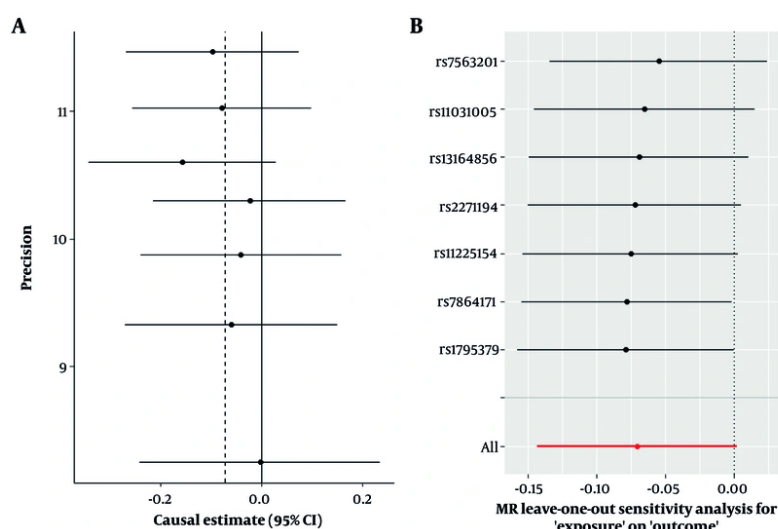 A
11
10
9
Precision
-0.2
0.0
0.2
Causal estimate (95% CI)
B
rs7563201
rs11031005
rs13164856
rs2271194
rs11225154
rs7864171
rs1795379
All
-0.15
-0.10
-0.05
0.00
MR leave-one-out sensitivity analysis for
'exposure' on 'outcome'